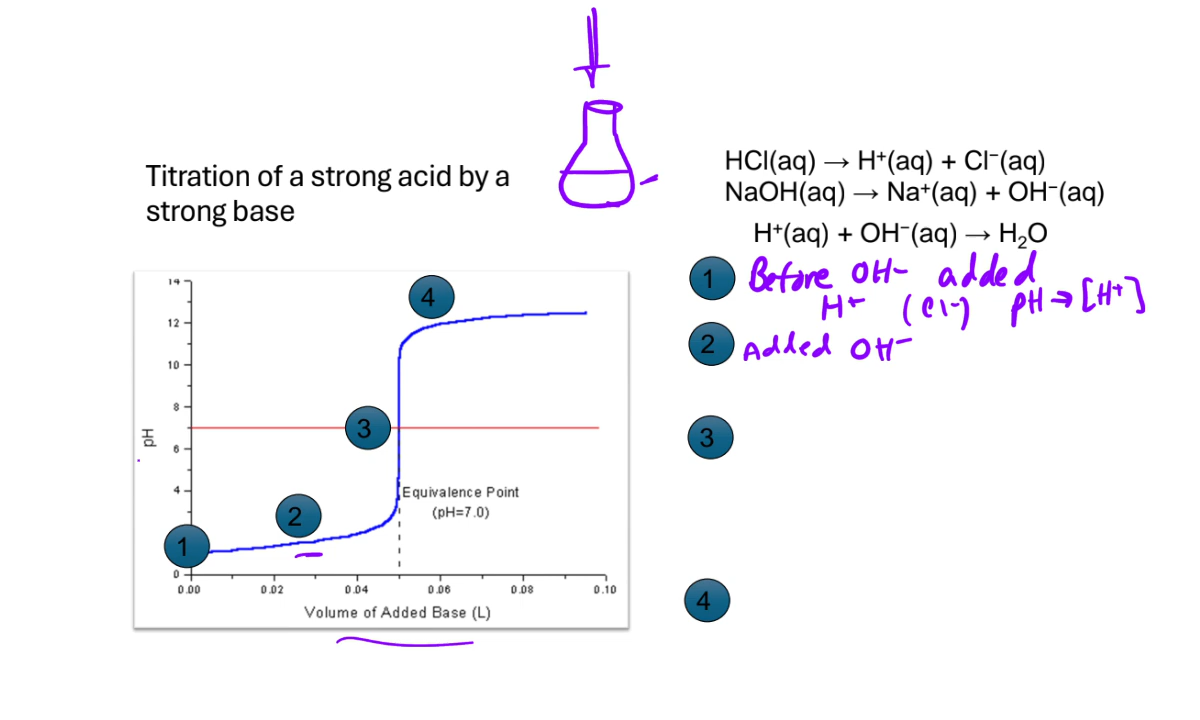 Titration of a strong acid by a
strong base
HCl(aq) → H⁺(aq) + Cl⁻(aq)
NaOH(aq) → Na⁺(aq) + OH⁻(aq)
H⁺(aq) + OH⁻(aq) → H₂O
1 Before OH- added
H+ (Cl-) pH → [H+]
2 Added OH-
3
4
14
12
10
8
6
4
0
pH
1
2
3
4
Equivalence Point
(pH=7.0)
0.00 0.02 0.04 0.06 0.08 0.10
Volume of Added Base (L)